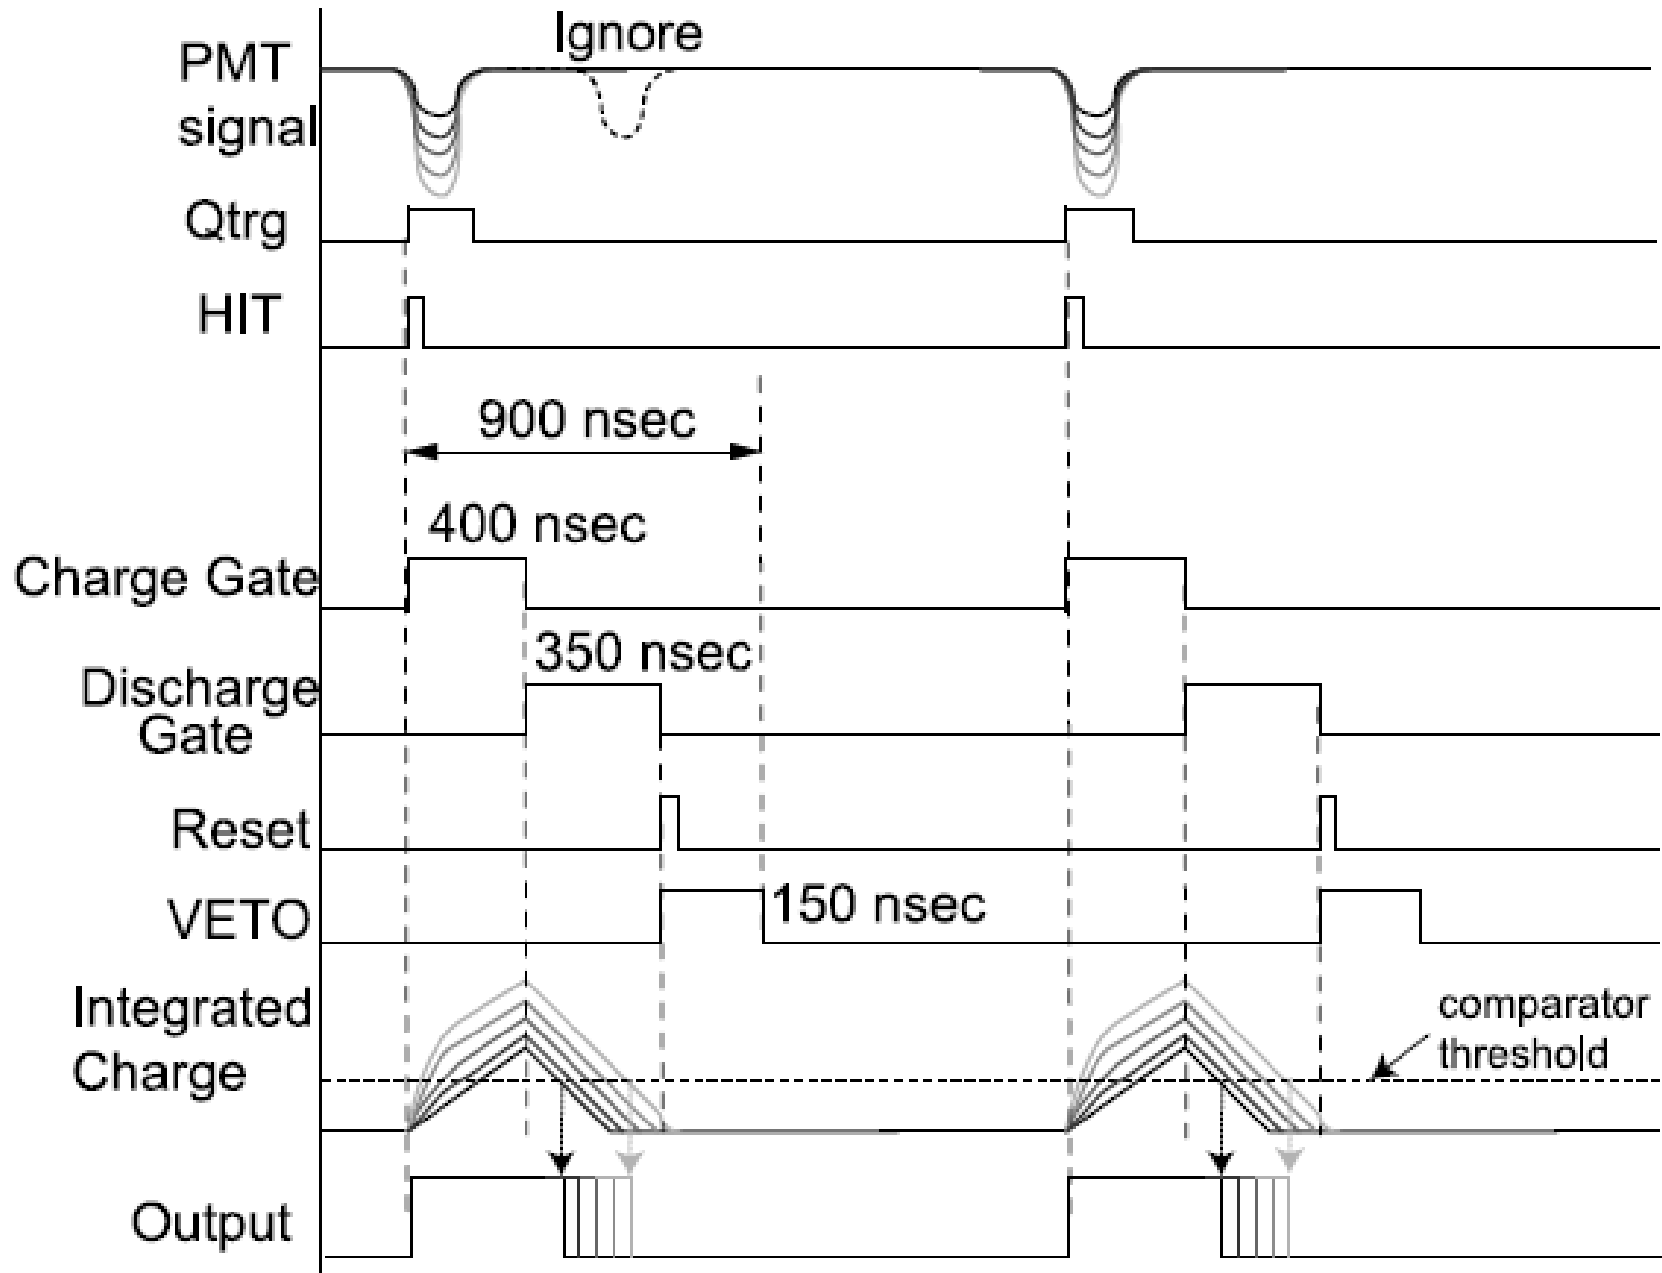 Ignore
PMT
signal
Qtrg
HIT
900 nsec
400 nsec
Charge Gate
350 nsec
Discharge
Gate
Reset
VETO
150 nsec
Integrated
Charge
comparator
threshold
Output